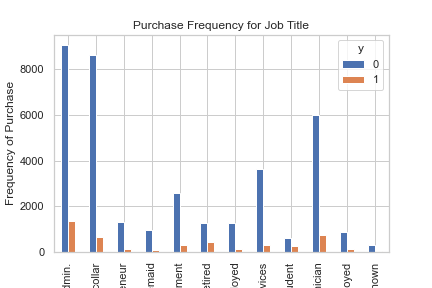 Purchase Frequency for Job Title
y
0
1
Frequency of Purchase
8000
6000
4000
2000
0
dmin.
collar
eneur
maid
ment
tired
oyed
vices
udent
nician
oyed
nown